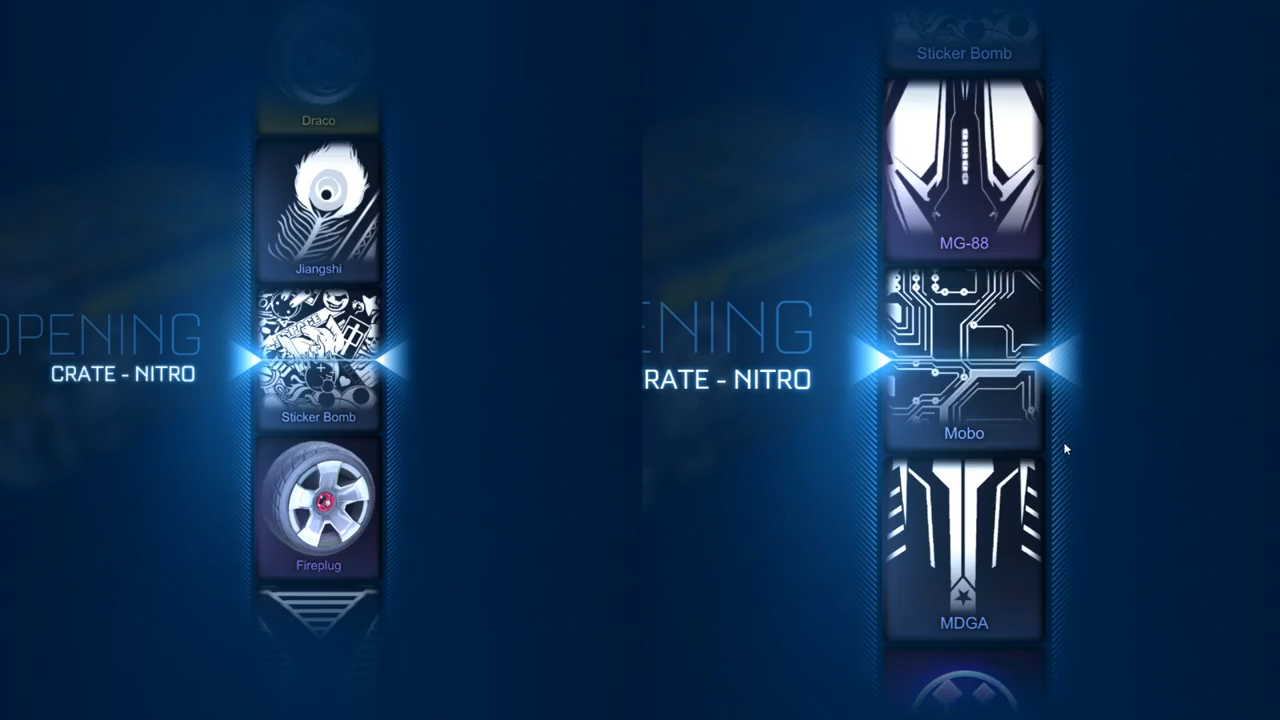 Draco
Jiangshi
OPENING
CRATE - NITRO
Sticker Bomb
Fireplug
Sticker Bomb
MG-88
ENING
RATE - NITRO
Mobo
MDGA